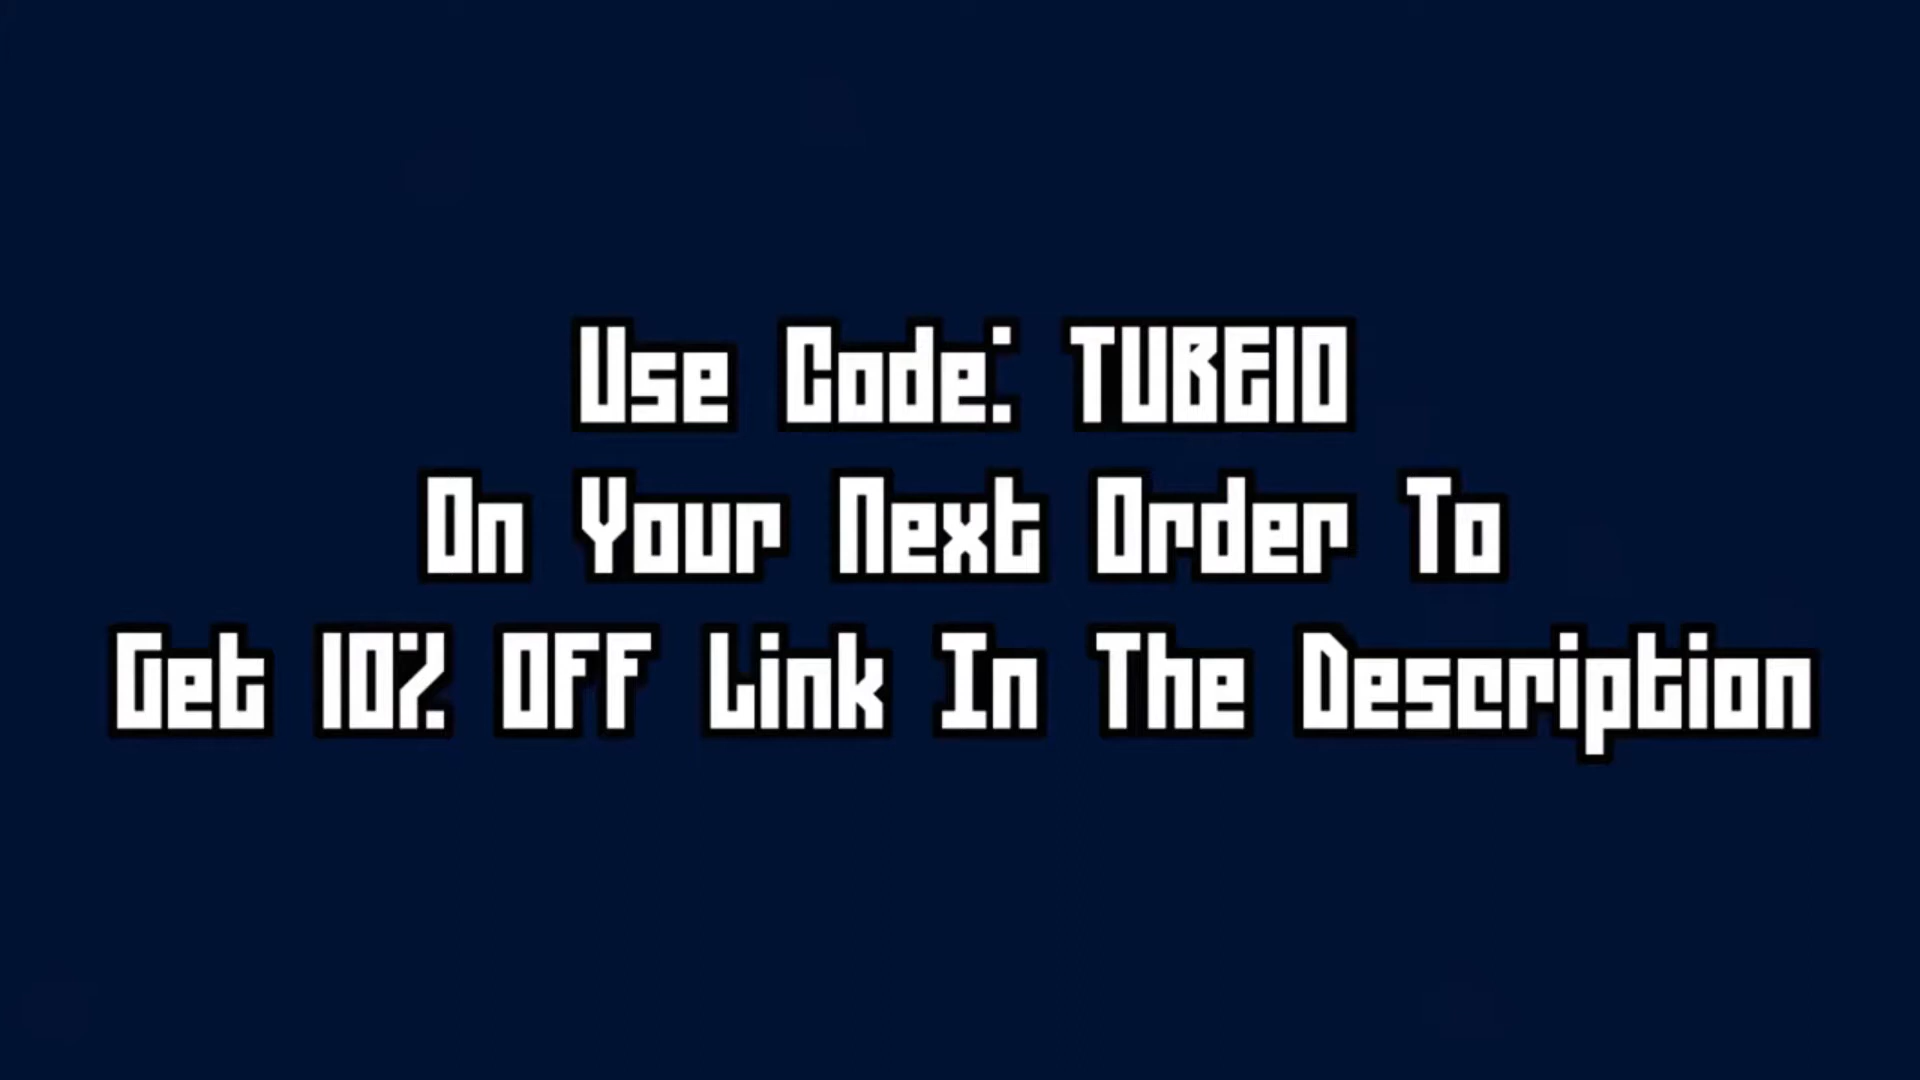 Use Code: TUBE10
On Your Next Order To
Get 10% OFF Link In The Description